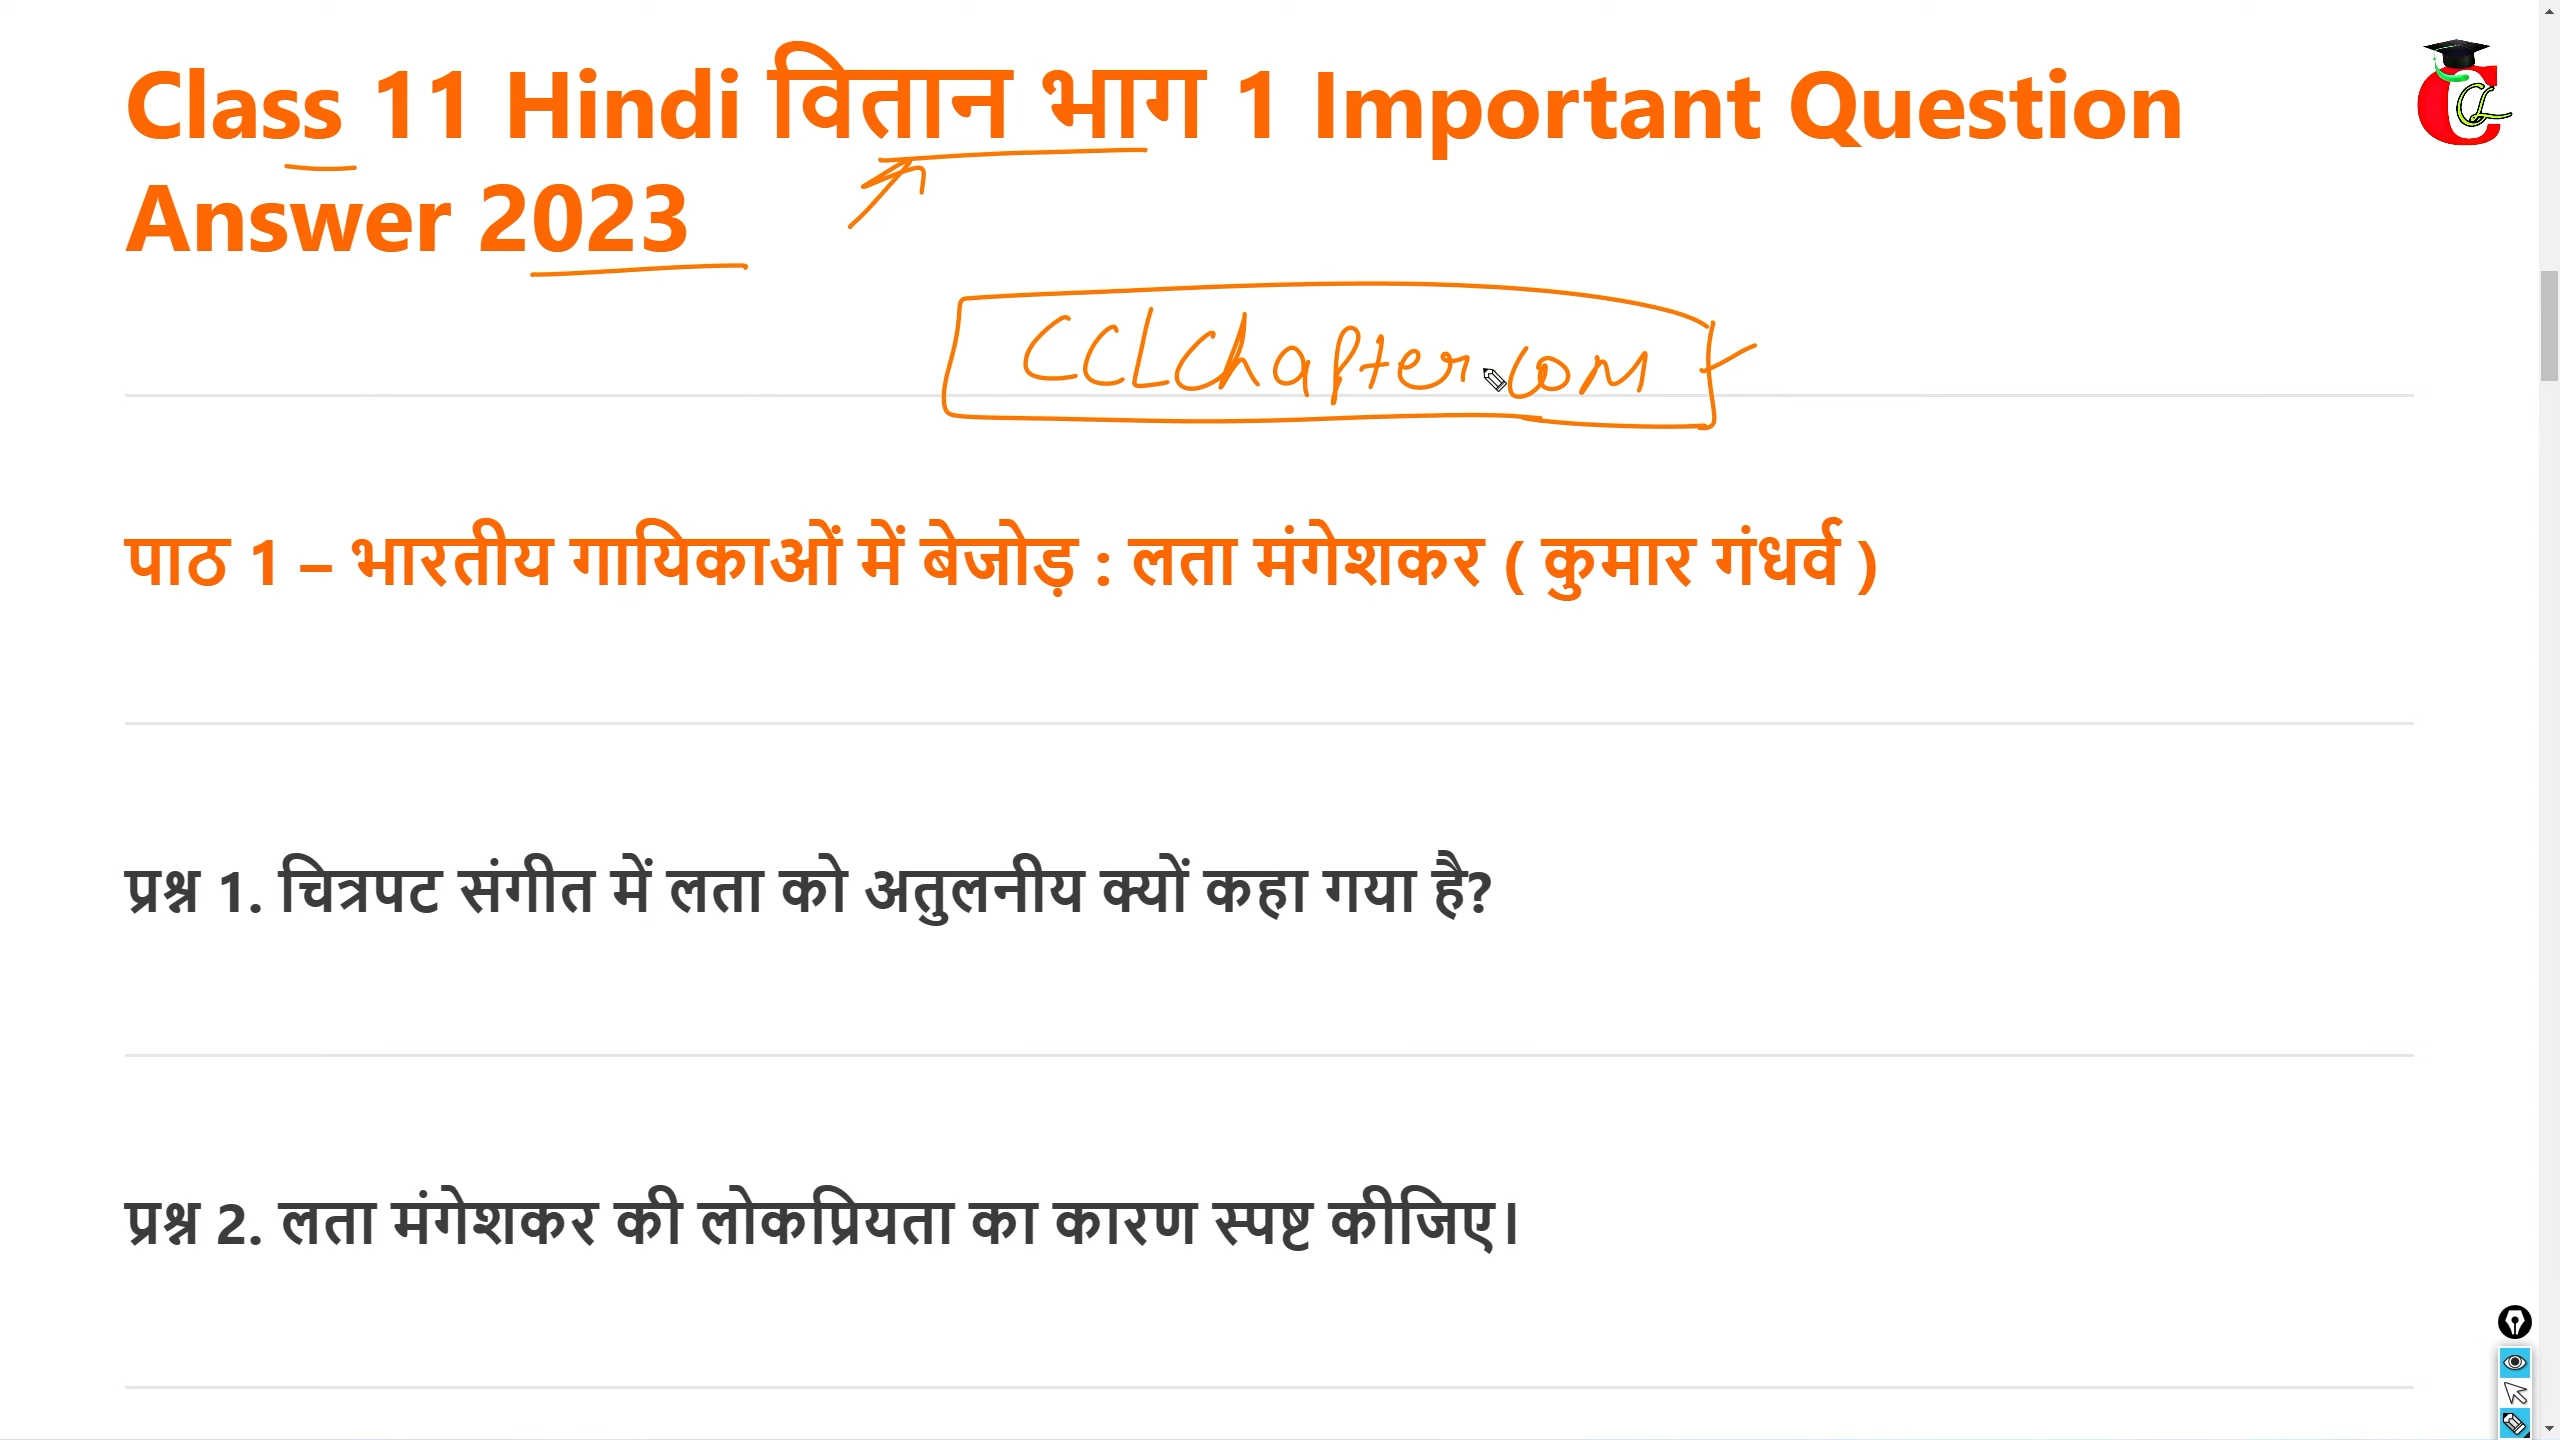 Class 11 Hindi वितान भाग 1 Important Question
Answer 2023
CCLChapter.com
पाठ 1 – भारतीय गायिकाओं में बेजोड़ : लता मंगेशकर ( कुमार गंधर्व )
प्रश्न 1. चित्रपट संगीत में लता को अतुलनीय क्यों कहा गया है?
प्रश्न 2. लता मंगेशकर की लोकप्रियता का कारण स्पष्ट कीजिए।